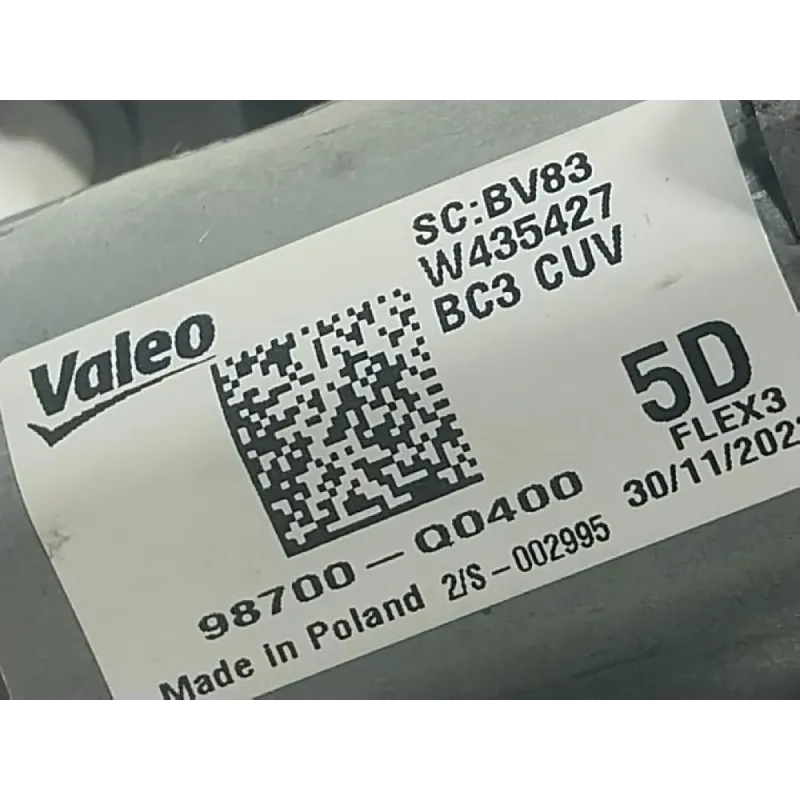 Valeo
SC:BV83
W435427
BC3 CUV
5D
FLEX3
98700-Q0400
30/11/202
Made in Poland 2/S-002995